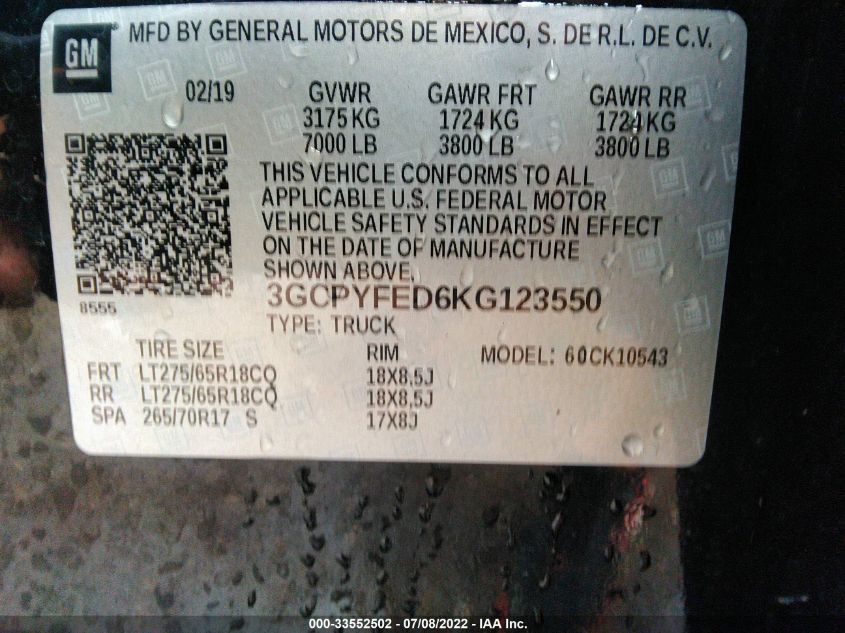 GM
MFD BY GENERAL MOTORS DE MEXICO, S. DE R.L. DE C.V.
02/19 GVWR GAWR FRT GAWR RR
3175 KG 1724 KG 1724 KG
7000 LB 3800 LB 3800 LB
THIS VEHICLE CONFORMS TO ALL
APPLICABLE U.S. FEDERAL MOTOR
VEHICLE SAFETY STANDARDS IN EFFECT
ON THE DATE OF MANUFACTURE
SHOWN ABOVE.
8555
3GCPYFED6KG123550
TYPE: TRUCK
TIRE SIZE RIM MODEL: 60CK10543
FRT LT275/65R18CQ 18X8.5J
RR LT275/65R18CQ 18X8.5J
SPA 265/70R17 S 17X8J
000-33552502 - 07/08/2022 - IAA Inc.